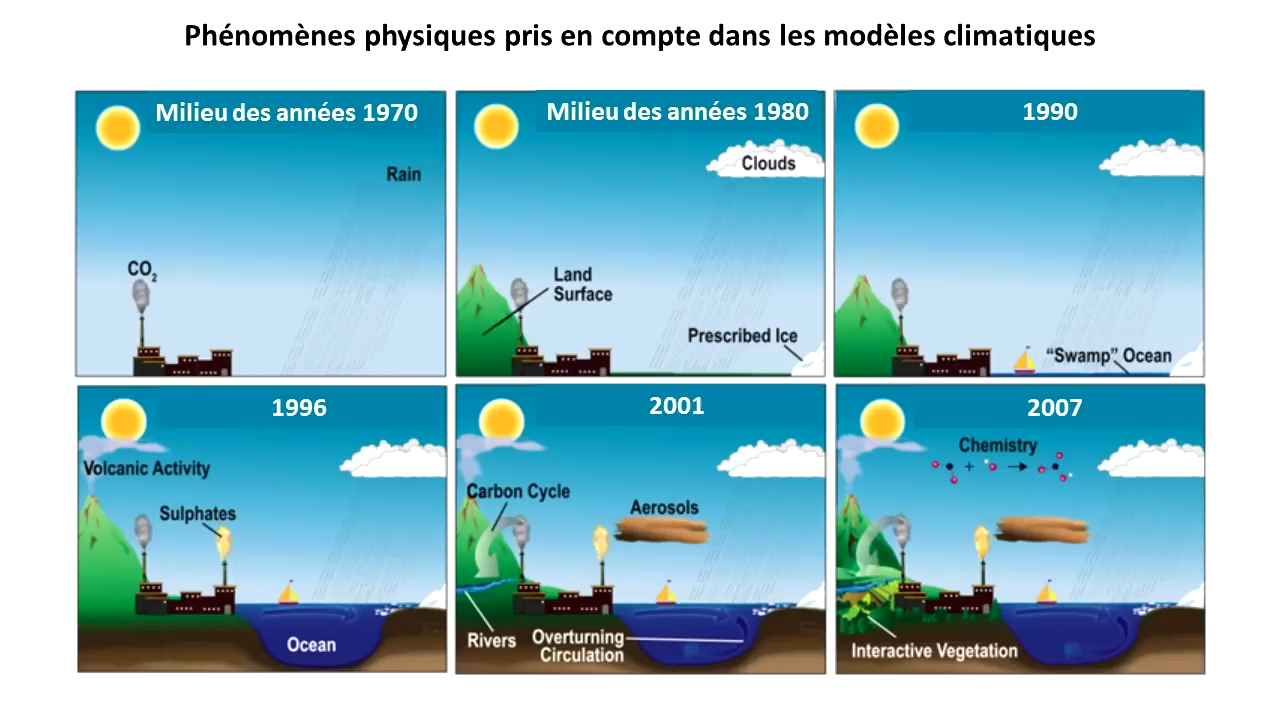 Phénomènes physiques pris en compte dans les modèles climatiques
Milieu des années 1970
Rain
CO₂
Milieu des années 1980
Clouds
Land
Surface
Prescribed Ice
1990
“Swamp” Ocean
1996
Volcanic Activity
Sulphates
Ocean
2001
Carbon Cycle
Aerosols
Rivers
Overturning
Circulation
2007
Chemistry
Interactive Vegetation